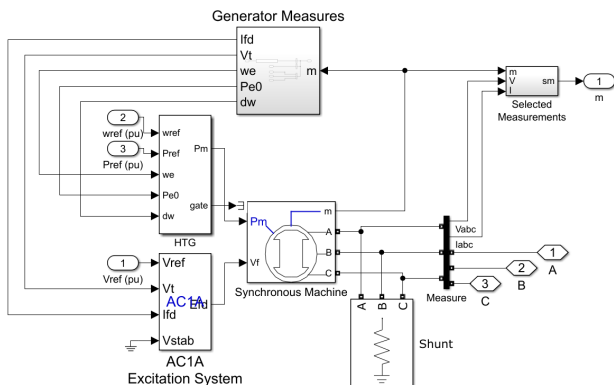 Generator Measures
Ifd
Vt
we
Pe0
dw
m
m
V
I
sm
Selected
Measurements
1
m
2
wref (pu)
3
Pref (pu)
wref
Pref
we
Pe0
dw
Pm
gate
HTG
Pm
Vf
m
A
B
C
Synchronous Machine
Vabc
Iabc
Measure
1
A
2
B
3
C
1
Vref (pu)
Vref
Vt
Ifd
Vstab
Efd
AC1A
AC1A
Excitation System
A
B
C
Shunt